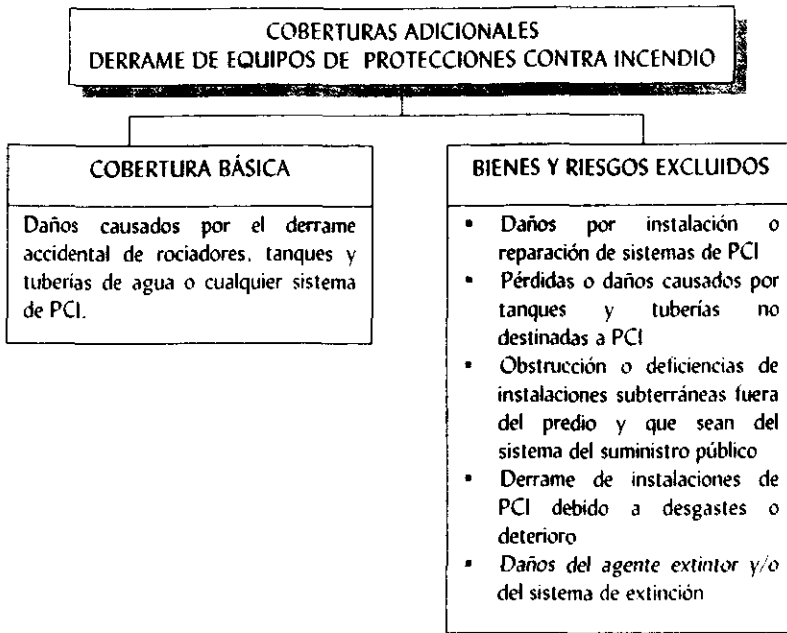 COBERTURAS ADICIONALES
DERRAME DE EQUIPOS DE PROTECCIONES CONTRA INCENDIO
COBERTURA BÁSICA
Daños causados por el derrame
accidental de rociadores, tanques y
tuberías de agua o cualquier sistema
de PCI.
BIENES Y RIESGOS EXCLUIDOS
▪ Daños por instalación o
reparación de sistemas de PCI
▪ Pérdidas o daños causados por
tanques y tuberías no
destinadas a PCI
▪ Obstrucción o deficiencias de
instalaciones subterráneas fuera
del predio y que sean del
sistema del suministro público
▪ Derrame de instalaciones de
PCI debido a desgastes o
deterioro
▪ Daños del agente extintor y/o
del sistema de extinción